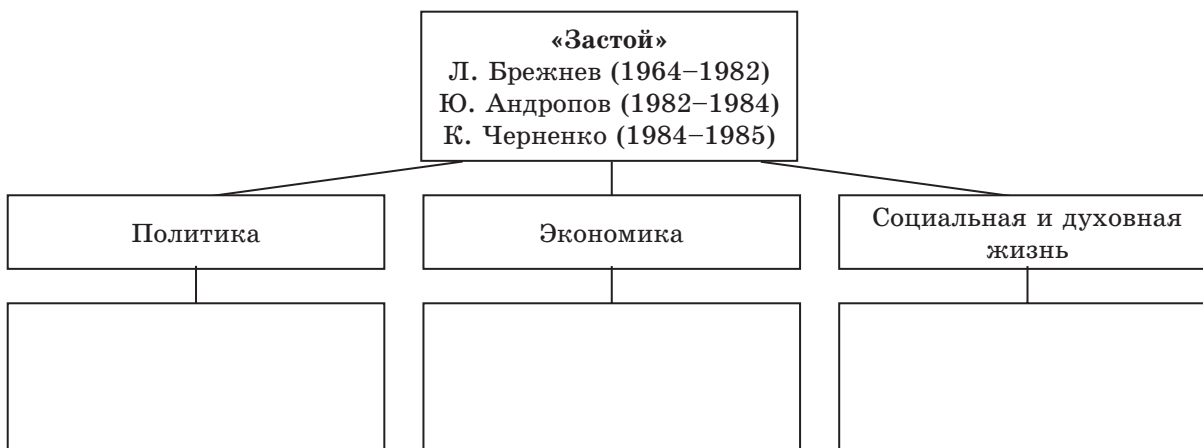 «Застой»
Л. Брежнев (1964–1982)
Ю. Андропов (1982–1984)
К. Черненко (1984–1985)
Политика
Экономика
Социальная и духовная
жизнь